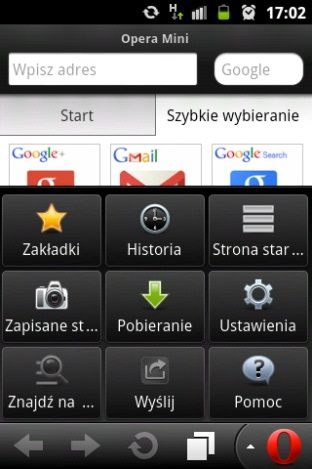 H
17:02
Opera Mini
Wpisz adres
Google
Start
Szybkie wybieranie
Google+
GMail
Google Search
Zakładki
Historia
Strona star...
Zapisane st...
Pobieranie
Ustawienia
Znajdź na ...
Wyślij
Pomoc